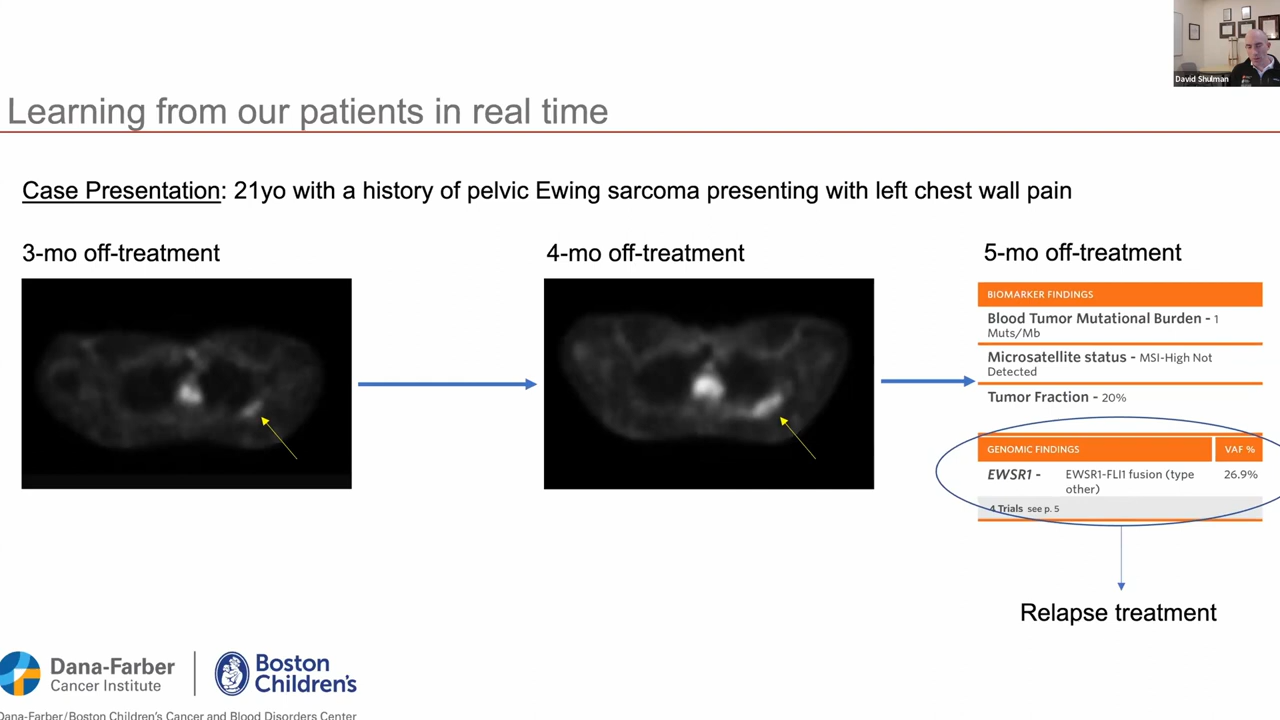 David Shulman
Learning from our patients in real time
Case Presentation: 21yo with a history of pelvic Ewing sarcoma presenting with left chest wall pain
3-mo off-treatment
4-mo off-treatment
5-mo off-treatment
BIOMARKER FINDINGS
Blood Tumor Mutational Burden - 1
Muts/Mb
Microsatellite status - MSI-High Not
Detected
Tumor Fraction - 20%
GENOMIC FINDINGS VAF %
EWSR1 - EWSR1-FLI1 fusion (type 26.9%
other)
4 Trials see p. 5
Relapse treatment
Dana-Farber
Cancer Institute
Boston
Children's
Dana-Farber/Boston Children's Cancer and Blood Disorders Center